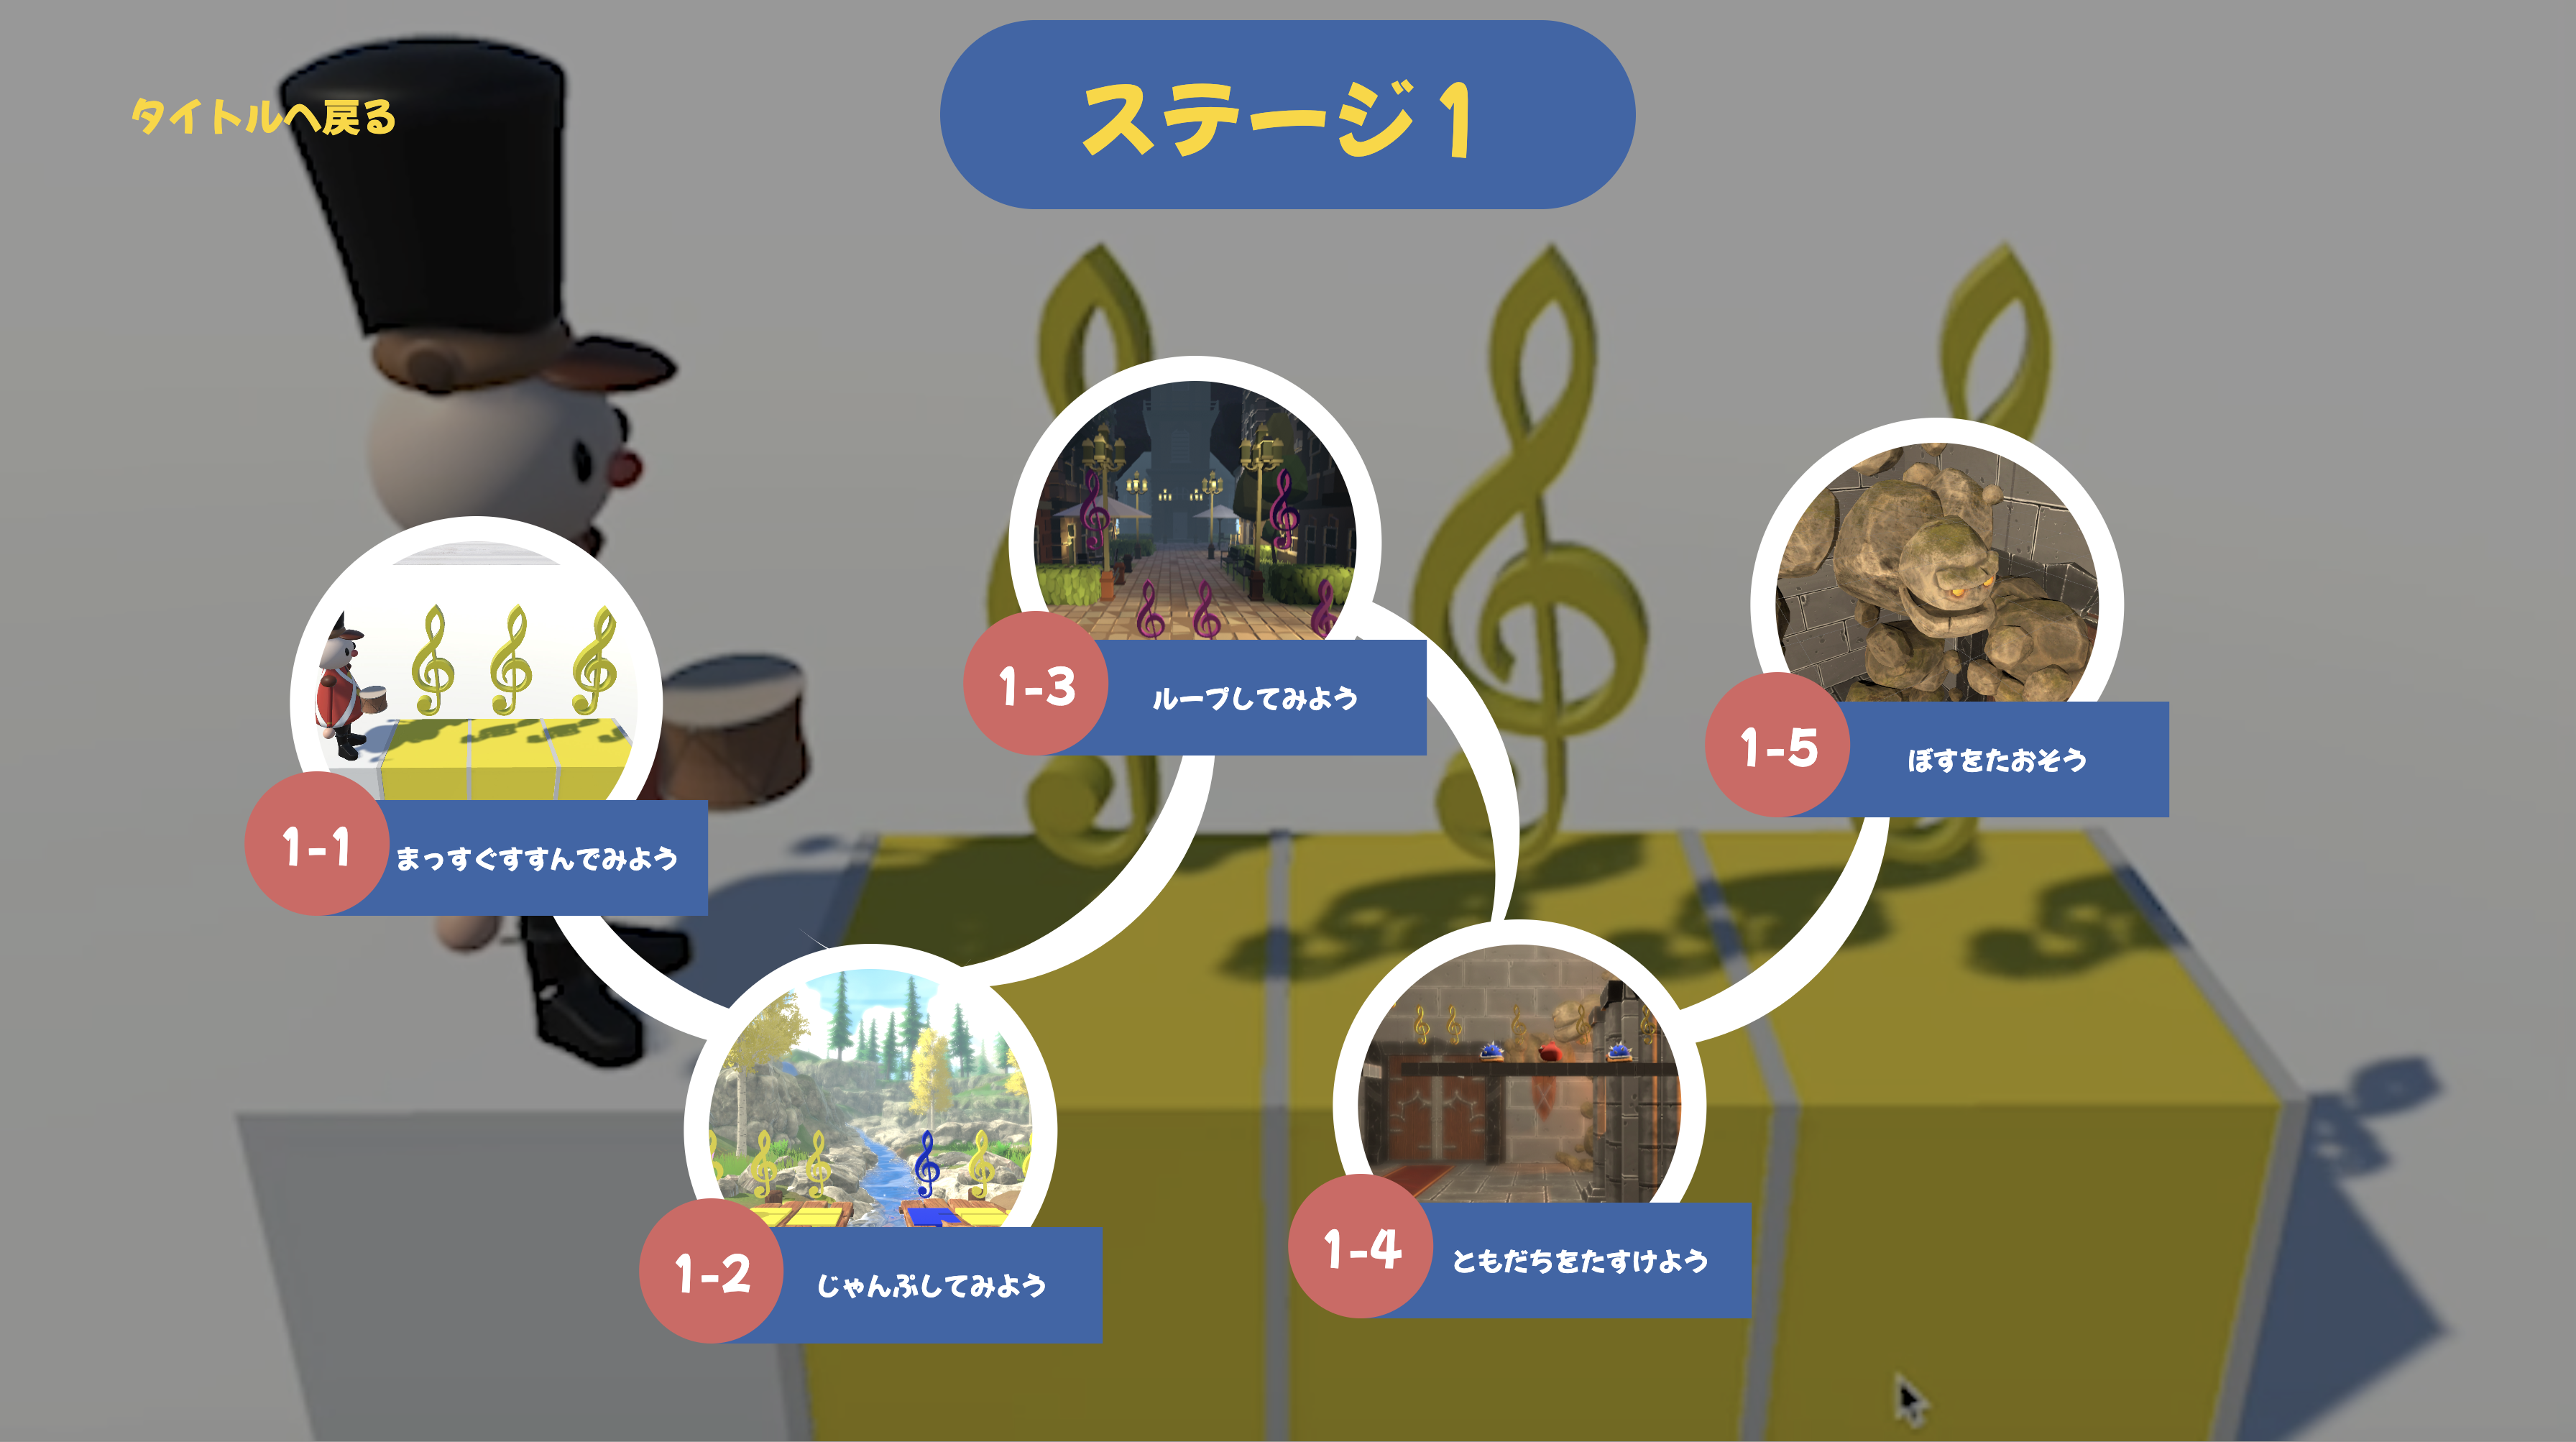 タイトルへ戻る
ステージ1
1-1
まっすぐすすんでみよう
1-2
じゃんぷしてみよう
1-3
ループしてみよう
1-4
ともだちをたすけよう
1-5
ぼすをたおそう